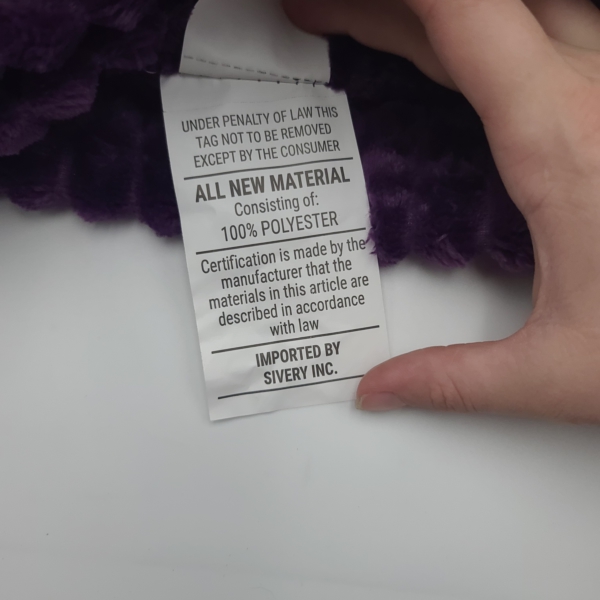 UNDER PENALTY OF LAW THIS
TAG NOT TO BE REMOVED
EXCEPT BY THE CONSUMER
ALL NEW MATERIAL
Consisting of:
100% POLYESTER
Certification is made by the
manufacturer that the
materials in this article are
described in accordance
with law
IMPORTED BY
SIVERY INC.